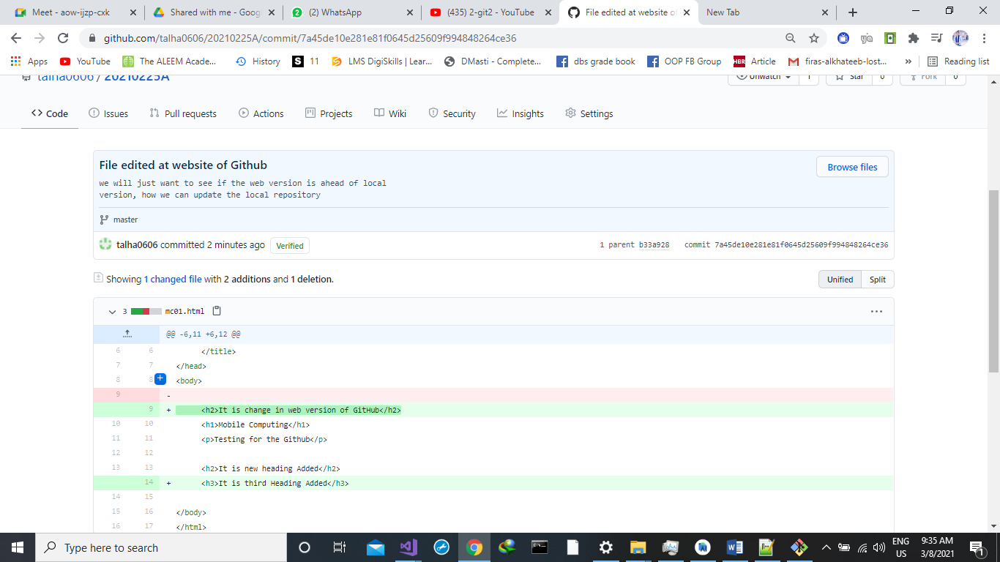 Meet - aow-ijzp-cxk
Shared with me - Goog
(2) WhatsApp
(435) 2-git2 - YouTube
File edited at website of
New Tab
github.com/talha0606/20210225A/commit/7a45de10e281e81f0645d25609f994848264ce36
Apps YouTube The ALEEM Acade... History 11 LMS DigiSkills | Lear... DMasti - Complete... dbs grade book OOP FB Group HBR Article firas-alkhateeb-lost... » Reading list
talha0606 / 20210225A Unwatch 1 Star 0 Fork 0
Code Issues Pull requests Actions Projects Wiki Security Insights Settings
File edited at website of Github Browse files
we will just want to see if the web version is ahead of local
version, how we can update the local repository
master
talha0606 committed 2 minutes ago Verified 1 parent b33a928 commit 7a45de10e281e81f0645d25609f994848264ce36
Showing 1 changed file with 2 additions and 1 deletion. Unified Split
3 mc01.html
@@ -6,11 +6,12 @@
6 6 </title>
7 7 </head>
8 8 <body>
9 -
9 + <h2>It is change in web version of GitHub</h2>
10 10 <h1>Mobile Computing</h1>
11 11 <p>Testing for the Github</p>
12 12
13 13 <h2>It is new heading Added</h2>
14 + <h3>It is third Heading Added</h3>
14 15
15 16 </body>
16 17 </html>
Type here to search
ENG
US
9:35 AM
3/8/2021
1